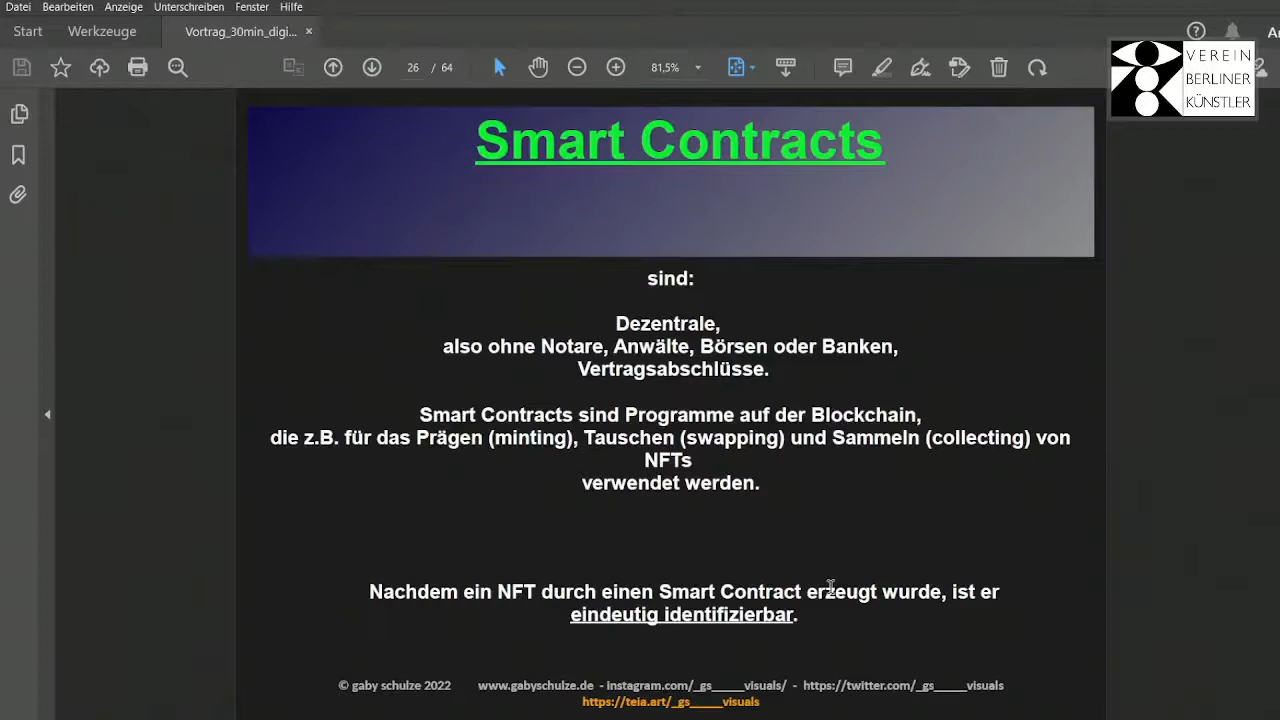 Datei Bearbeiten Anzeige Unterschreiben Fenster Hilfe
Start Werkzeuge Vortrag_30min_digi... ×
26 / 64 81,5%
VEREIN
BERLINER
KÜNSTLER
Smart Contracts
sind:
Dezentrale,
also ohne Notare, Anwälte, Börsen oder Banken,
Vertragsabschlüsse.
Smart Contracts sind Programme auf der Blockchain,
die z.B. für das Prägen (minting), Tauschen (swapping) und Sammeln (collecting) von
NFTs
verwendet werden.
Nachdem ein NFT durch einen Smart Contract erzeugt wurde, ist er
eindeutig identifizierbar.
© gaby schulze 2022 www.gabyschulze.de - instagram.com/_gs_____visuals/ - https://twitter.com/_gs_____visuals
https://teia.art/_gs_____visuals